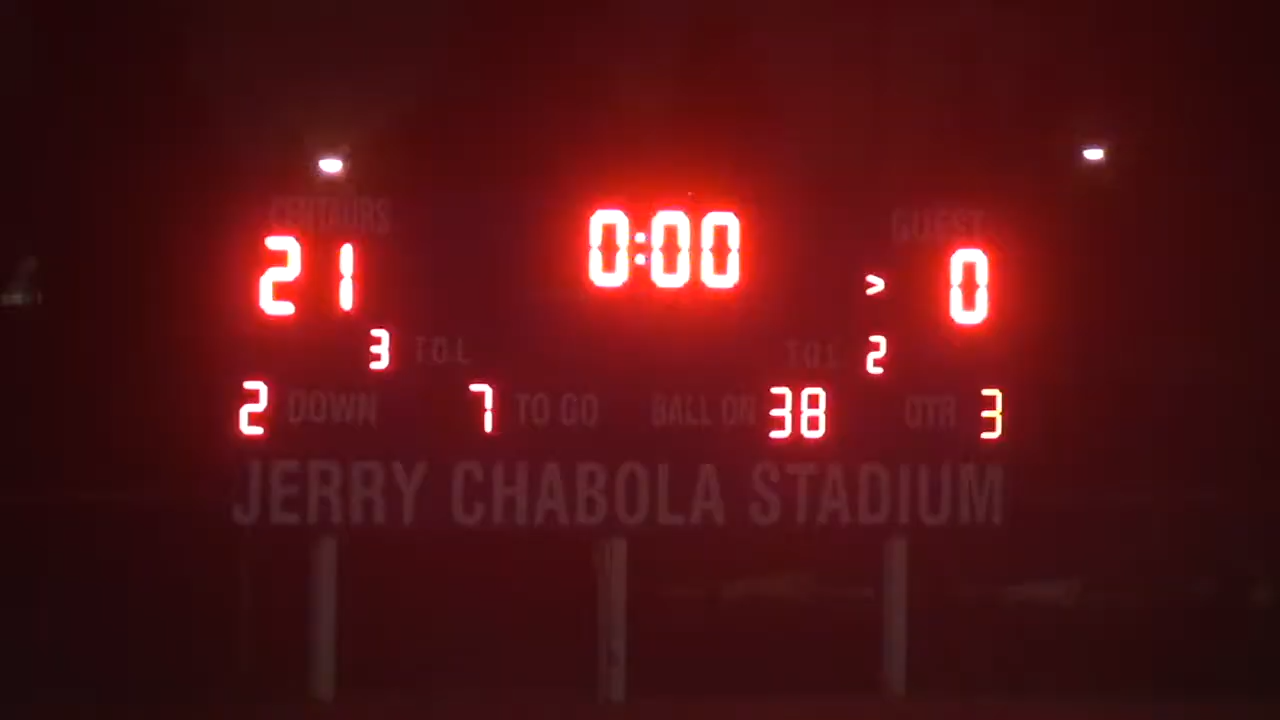 CENTAURS 0:00 GUEST
21 > 0
3 T.O.L. T.O.L. 2
2 DOWN 7 TO GO BALL ON 38 QTR 3
JERRY CHABOLA STADIUM